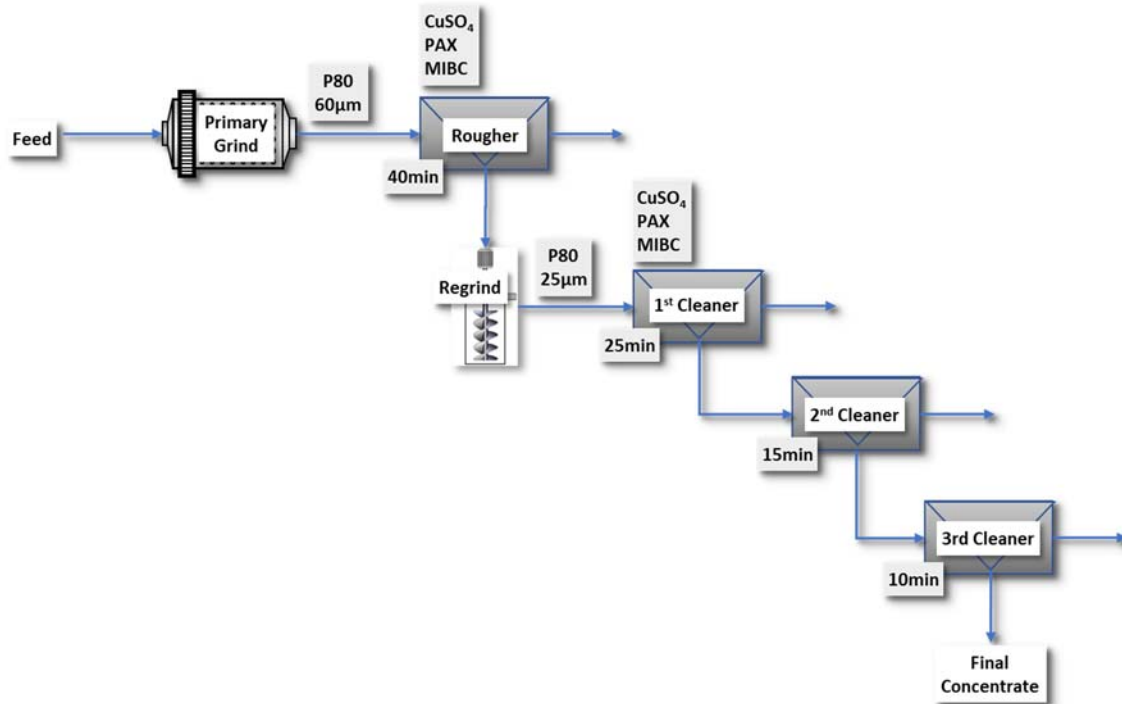 CuSO₄
PAX
MIBC
P80
60µm
Primary
Grind
Feed
Rougher
40min
CuSO₄
PAX
MIBC
P80
25µm
Regrind
1st Cleaner
25min
2nd Cleaner
15min
3rd Cleaner
10min
Final
Concentrate